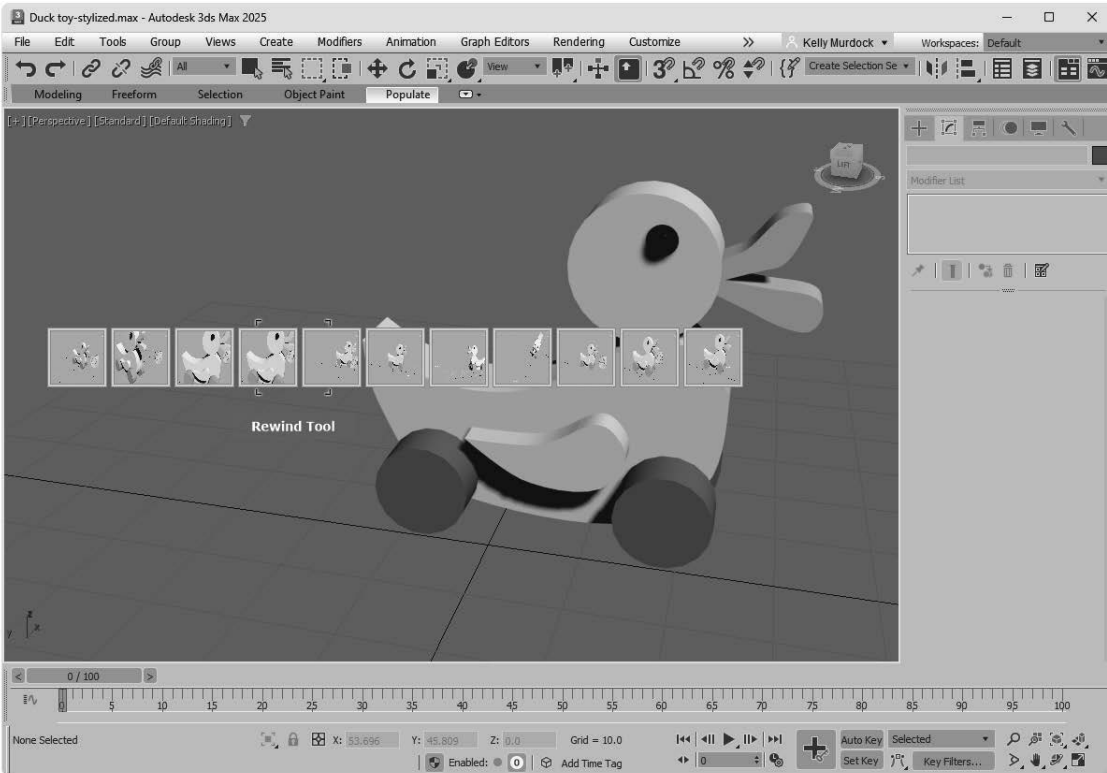 Duck toy-stylized.max - Autodesk 3ds Max 2025
File Edit Tools Group Views Create Modifiers Animation Graph Editors Rendering Customize >> Kelly Murdock Workspaces: Default
All View Create Selection Se
Modeling Freeform Selection Object Paint Populate
[+] [Perspective] [Standard] [Default Shading]
Modifier List
Rewind Tool
z
y x
< 0 / 100 >
0 5 10 15 20 25 30 35 40 45 50 55 60 65 70 75 80 85 90 95 100
None Selected X: 53.696 Y: 45.809 Z: 0.0 Grid = 10.0 Auto Key Selected
Enabled: 0 Add Time Tag 0 Set Key Key Filters...